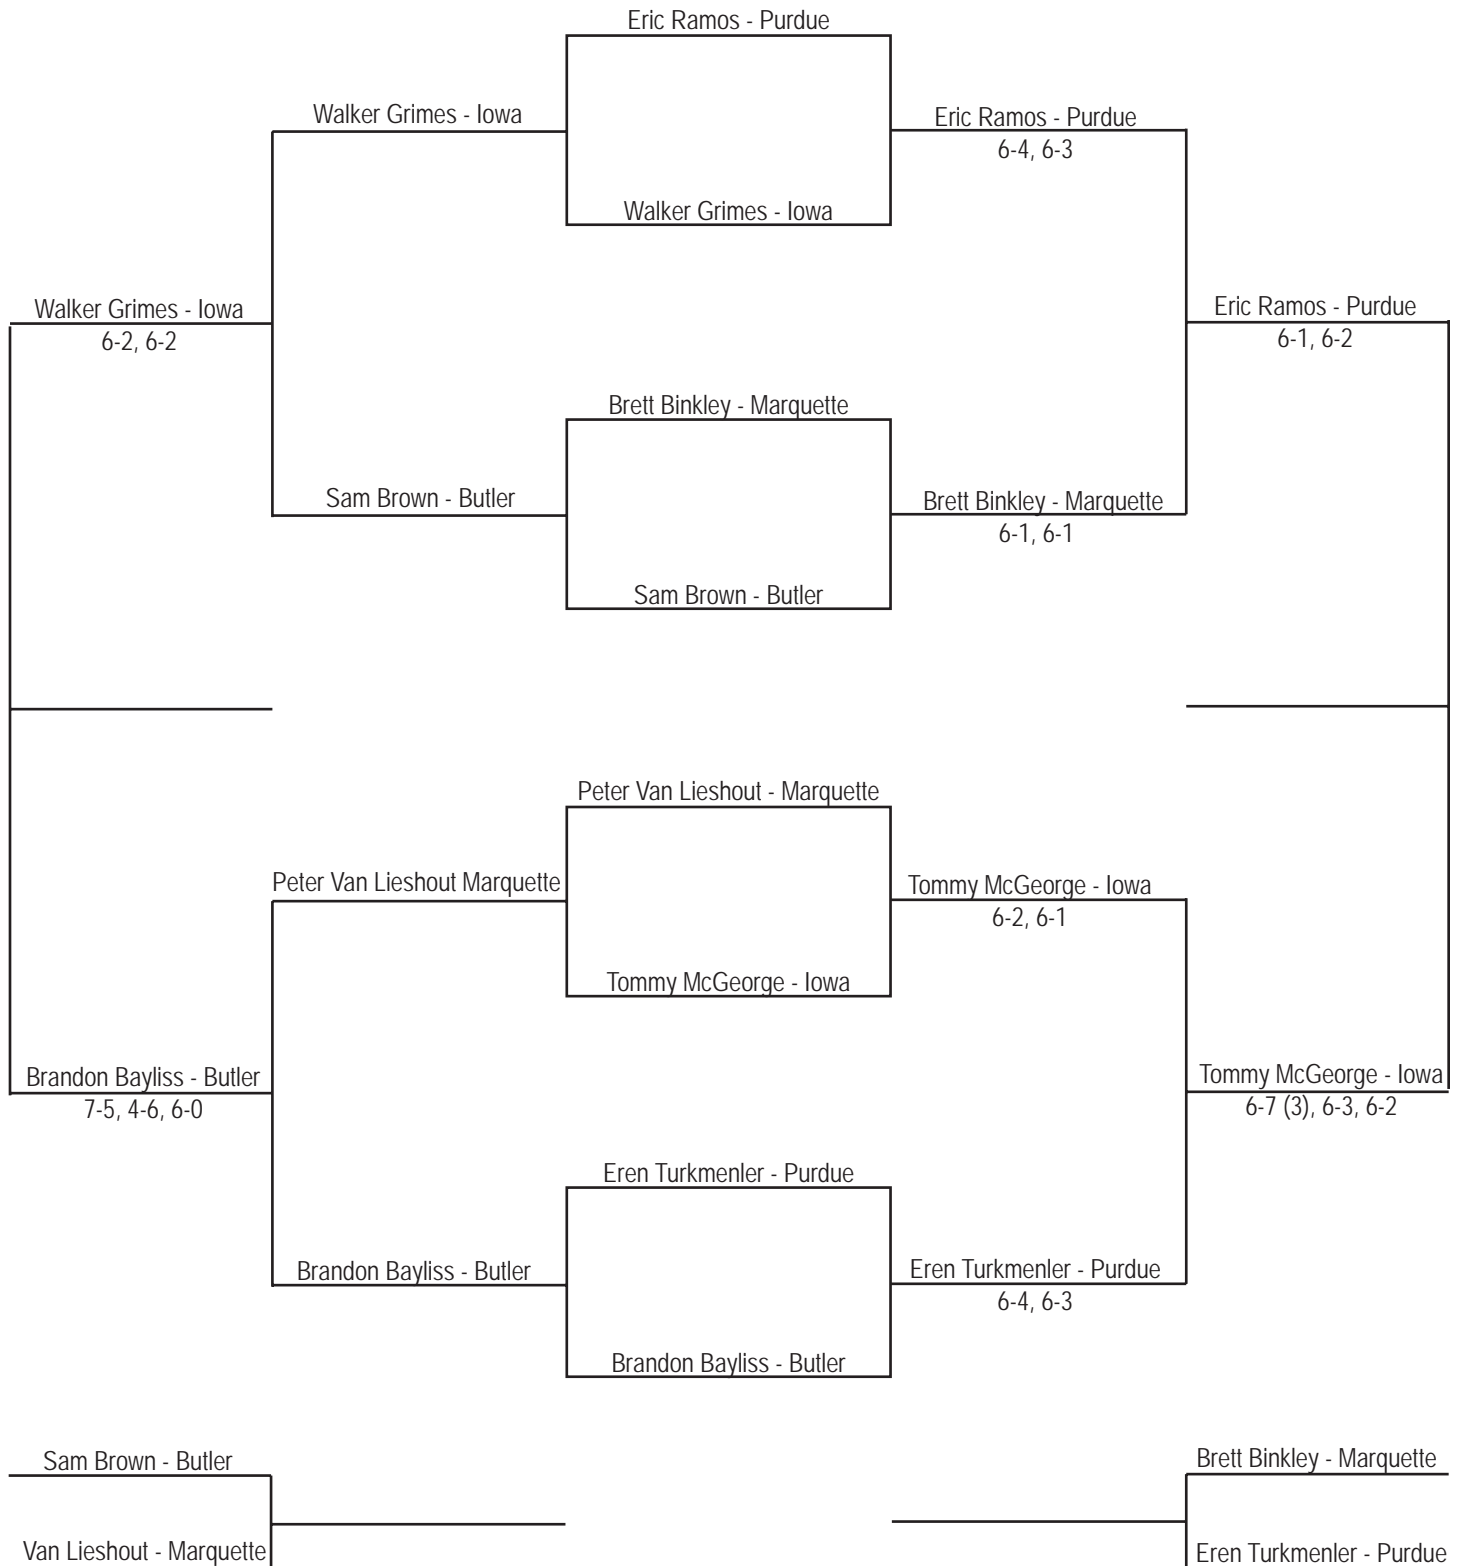 Eric Ramos - Purdue
Walker Grimes - Iowa
Eric Ramos - Purdue
6-4, 6-3
Walker Grimes - Iowa
Walker Grimes - Iowa
6-2, 6-2
Eric Ramos - Purdue
6-1, 6-2
Brett Binkley - Marquette
Sam Brown - Butler
Brett Binkley - Marquette
6-1, 6-1
Sam Brown - Butler
Peter Van Lieshout - Marquette
Peter Van Lieshout Marquette
Tommy McGeorge - Iowa
6-2, 6-1
Tommy McGeorge - Iowa
Brandon Bayliss - Butler
7-5, 4-6, 6-0
Tommy McGeorge - Iowa
6-7 (3), 6-3, 6-2
Eren Turkmenler - Purdue
Brandon Bayliss - Butler
Eren Turkmenler - Purdue
6-4, 6-3
Brandon Bayliss - Butler
Sam Brown - Butler
Brett Binkley - Marquette
Van Lieshout - Marquette
Eren Turkmenler - Purdue